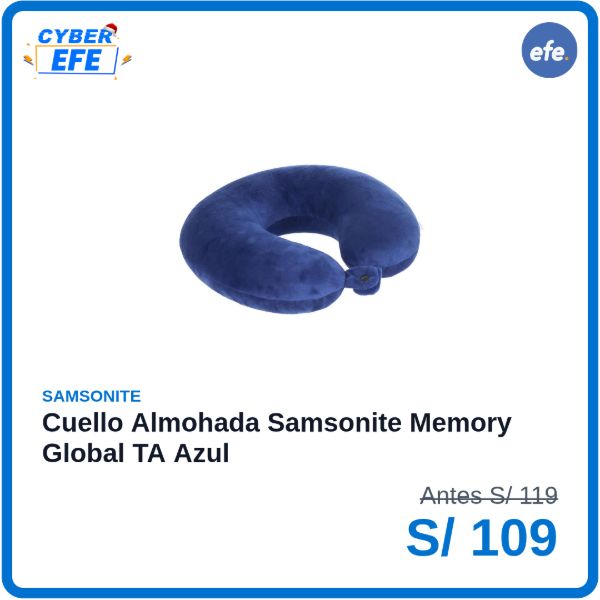 CYBER
EFE
efe.
SAMSONITE
Cuello Almohada Samsonite Memory
Global TA Azul
Antes S/ 119
S/ 109